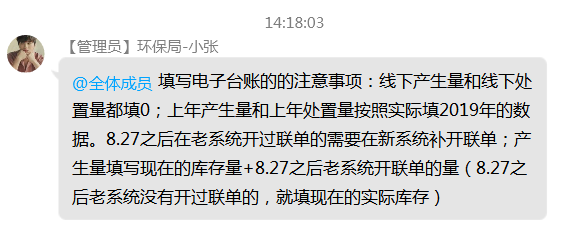 14:18:03
【管理员】环保局-小张
@全体成员 填写电子台账的的注意事项：线下产生量和线下处
置量都填0；上年产生量和上年处置量按照实际填2019年的数
据。8.27之后在老系统开过联单的需要在新系统补开联单；产
生量填写现在的库存量+8.27之后老系统开联单的量（8.27之
后老系统没有开过联单的，就填现在的实际库存）